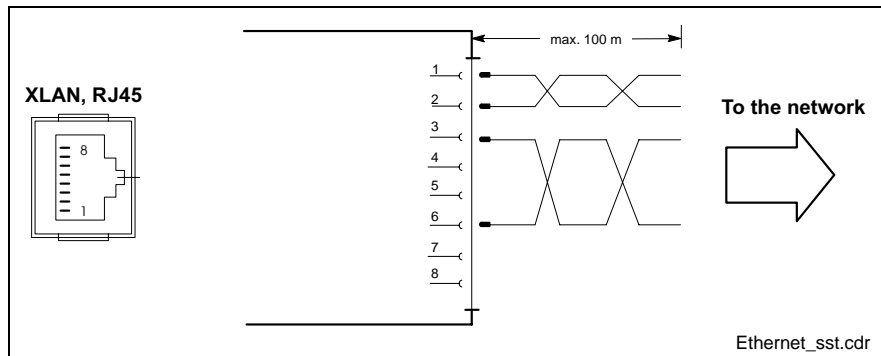 max. 100 m
XLAN, RJ45
8
1
1
2
3
4
5
6
7
8
To the network
Ethernet_sst.cdr